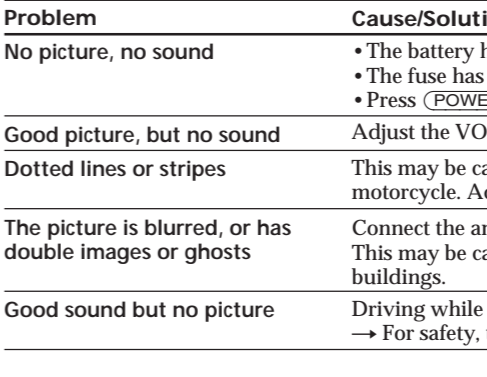 Problem Cause/Soluti
No picture, no sound • The battery
• The fuse has
• Press POWE
Good picture, but no sound Adjust the VO
Dotted lines or stripes This may be ca
motorcycle. A
The picture is blurred, or has Connect the a
double images or ghosts This may be ca
buildings.
Good sound but no picture Driving while
→ For safety,